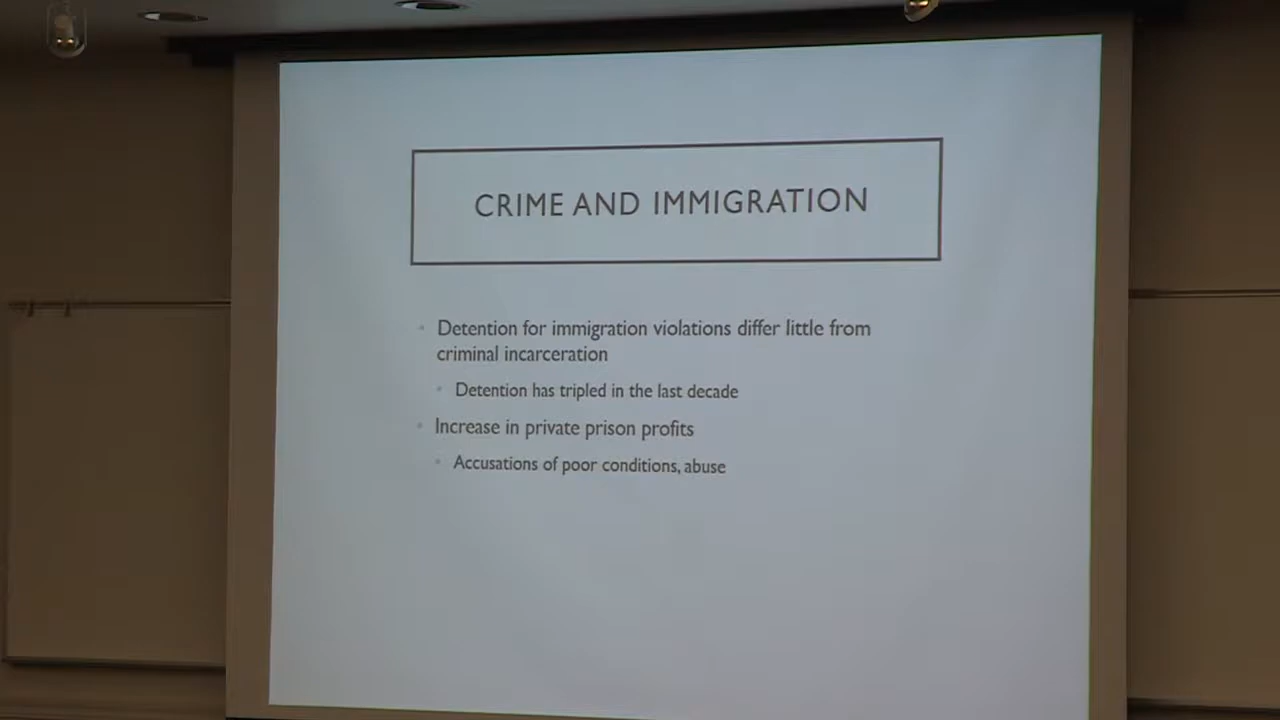 CRIME AND IMMIGRATION
Detention for immigration violations differ little from
criminal incarceration
Detention has tripled in the last decade
Increase in private prison profits
Accusations of poor conditions, abuse